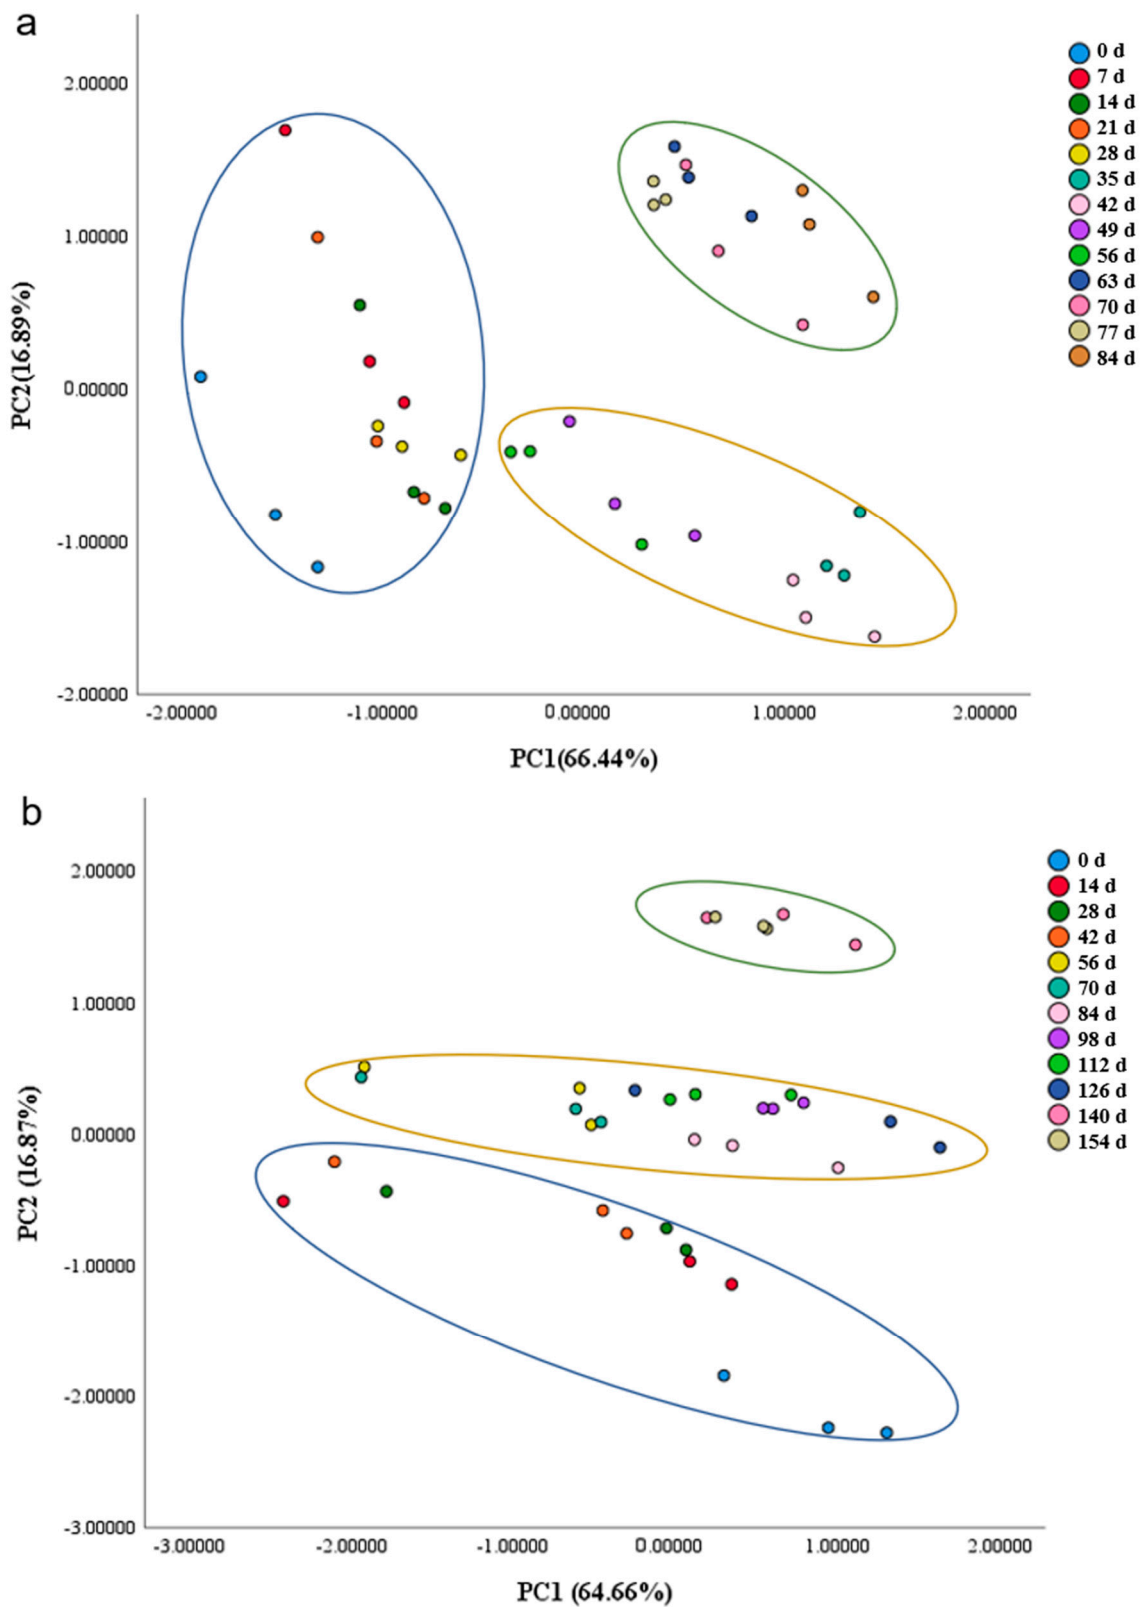 a
2.00000
1.00000
0.00000
-1.00000
-2.00000
PC2(16.89%)
-2.00000 -1.00000 0.00000 1.00000 2.00000
PC1(66.44%)
0 d
7 d
14 d
21 d
28 d
35 d
42 d
49 d
56 d
63 d
70 d
77 d
84 d
b
2.00000
1.00000
0.00000
-1.00000
-2.00000
-3.00000
PC2 (16.87%)
-3.00000 -2.00000 -1.00000 0.00000 1.00000 2.00000
PC1 (64.66%)
0 d
14 d
28 d
42 d
56 d
70 d
84 d
98 d
112 d
126 d
140 d
154 d